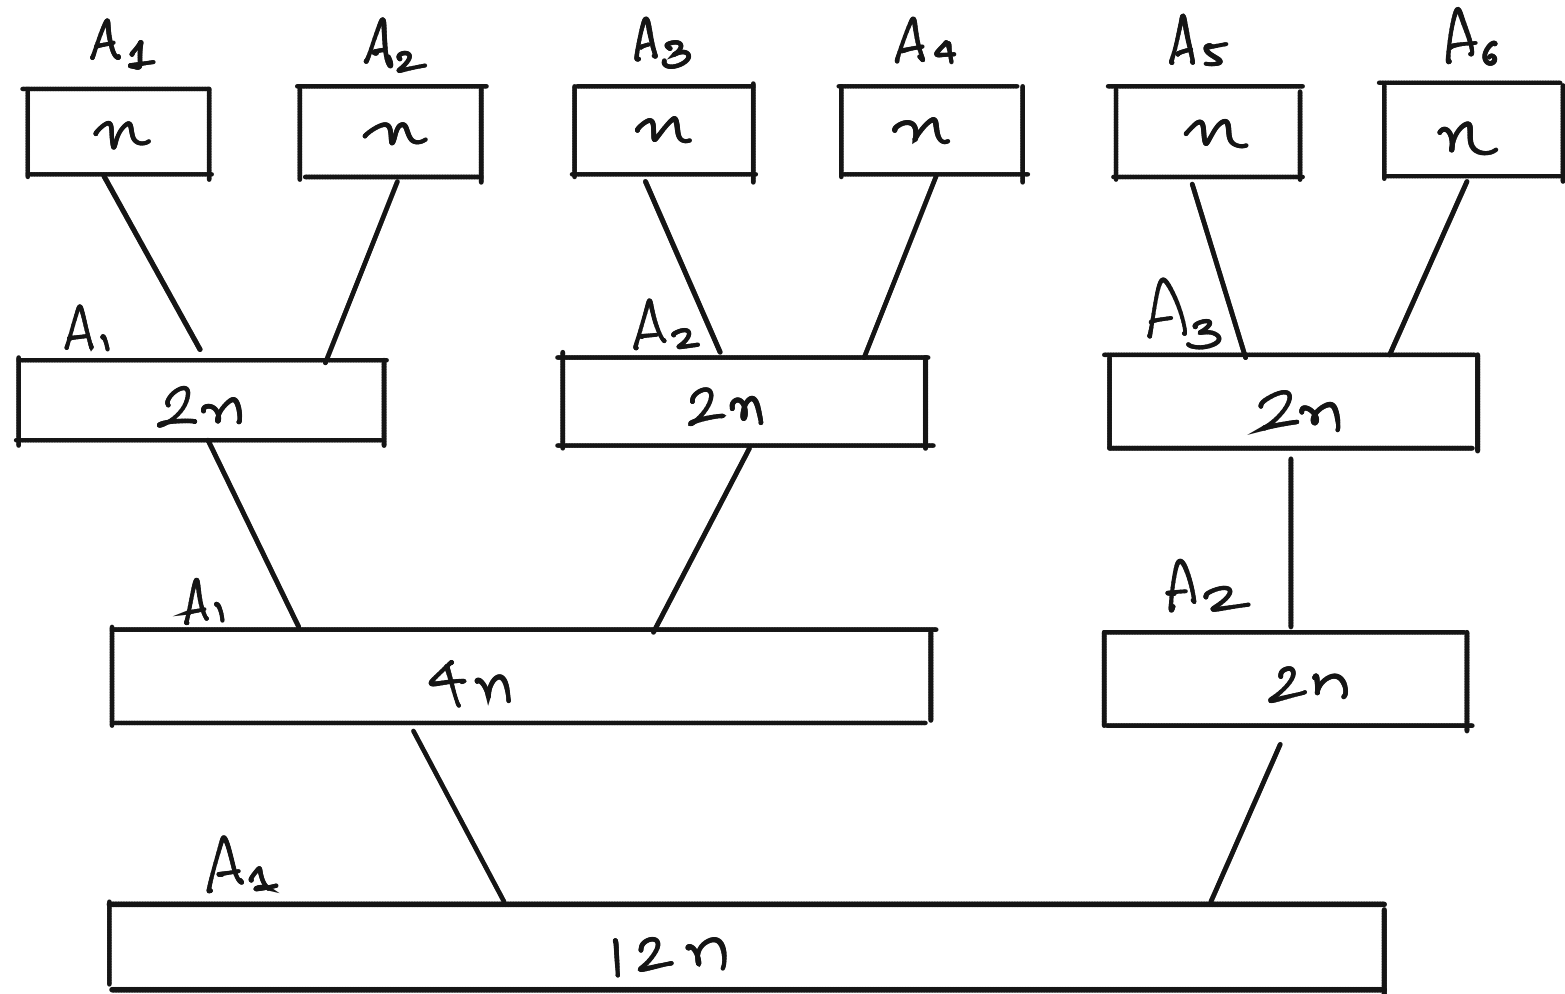 A1 A2 A3 A4 A5 A6
n n n n n n
A1 A2 A3
2n 2n 2n
A1 A2
4n 2n
A1
12n